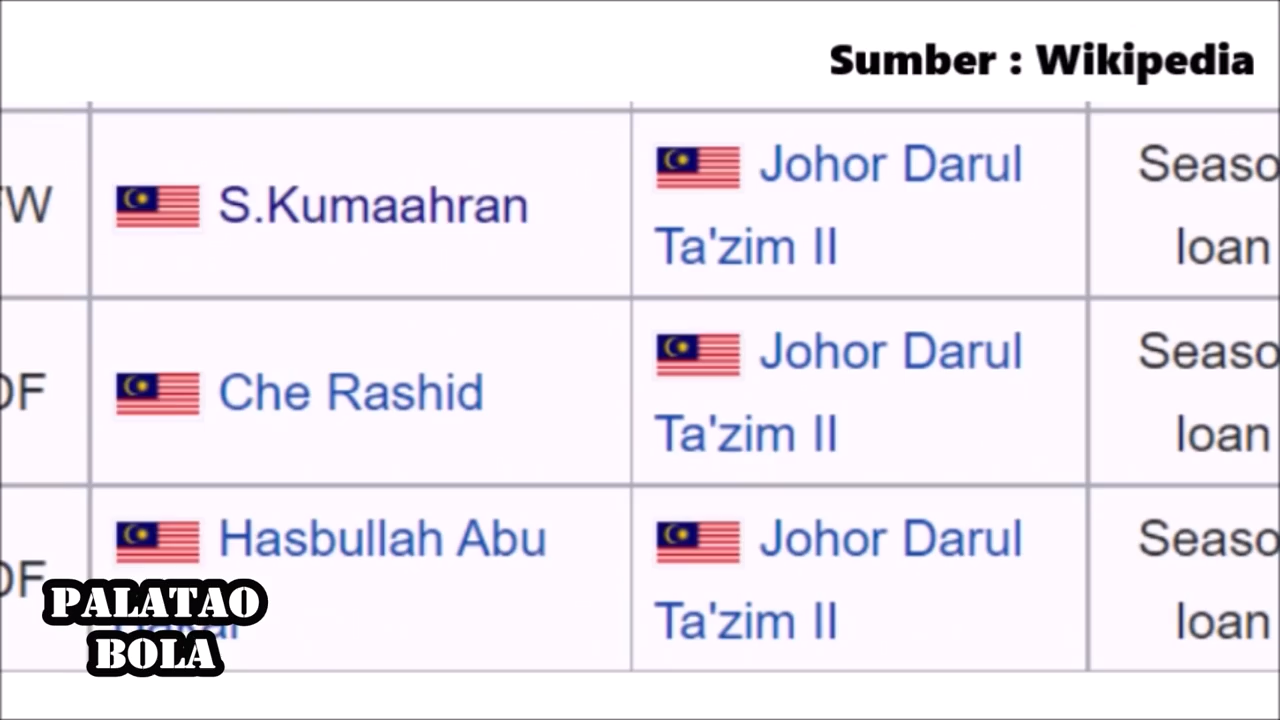 Sumber : Wikipedia
FW
S.Kumaahran
Johor Darul
Ta'zim II
Seaso
loan
DF
Che Rashid
Johor Darul
Ta'zim II
Seaso
loan
DF
Hasbullah Abu
Johor Darul
Ta'zim II
Seaso
loan
PALATAO
BOLA